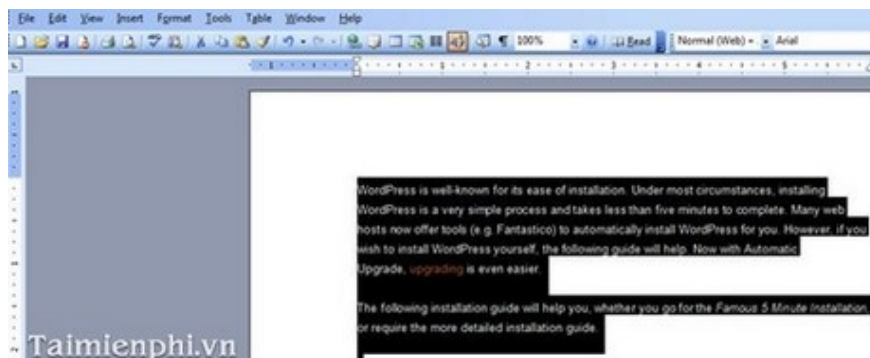 File Edit View Insert Format Tools Table Window Help
100% Read Normal (Web) Arial
WordPress is well-known for its ease of installation. Under most circumstances, installing
WordPress is a very simple process and takes less than five minutes to complete. Many web
hosts now offer tools (e.g. Fantastico) to automatically install WordPress for you. However, if you
wish to install WordPress yourself, the following guide will help. Now with Automatic
Upgrade, upgrading is even easier.
The following installation guide will help you, whether you go for the Famous 5 Minute Installation,
or require the more detailed installation guide.
Taimienphi.vn